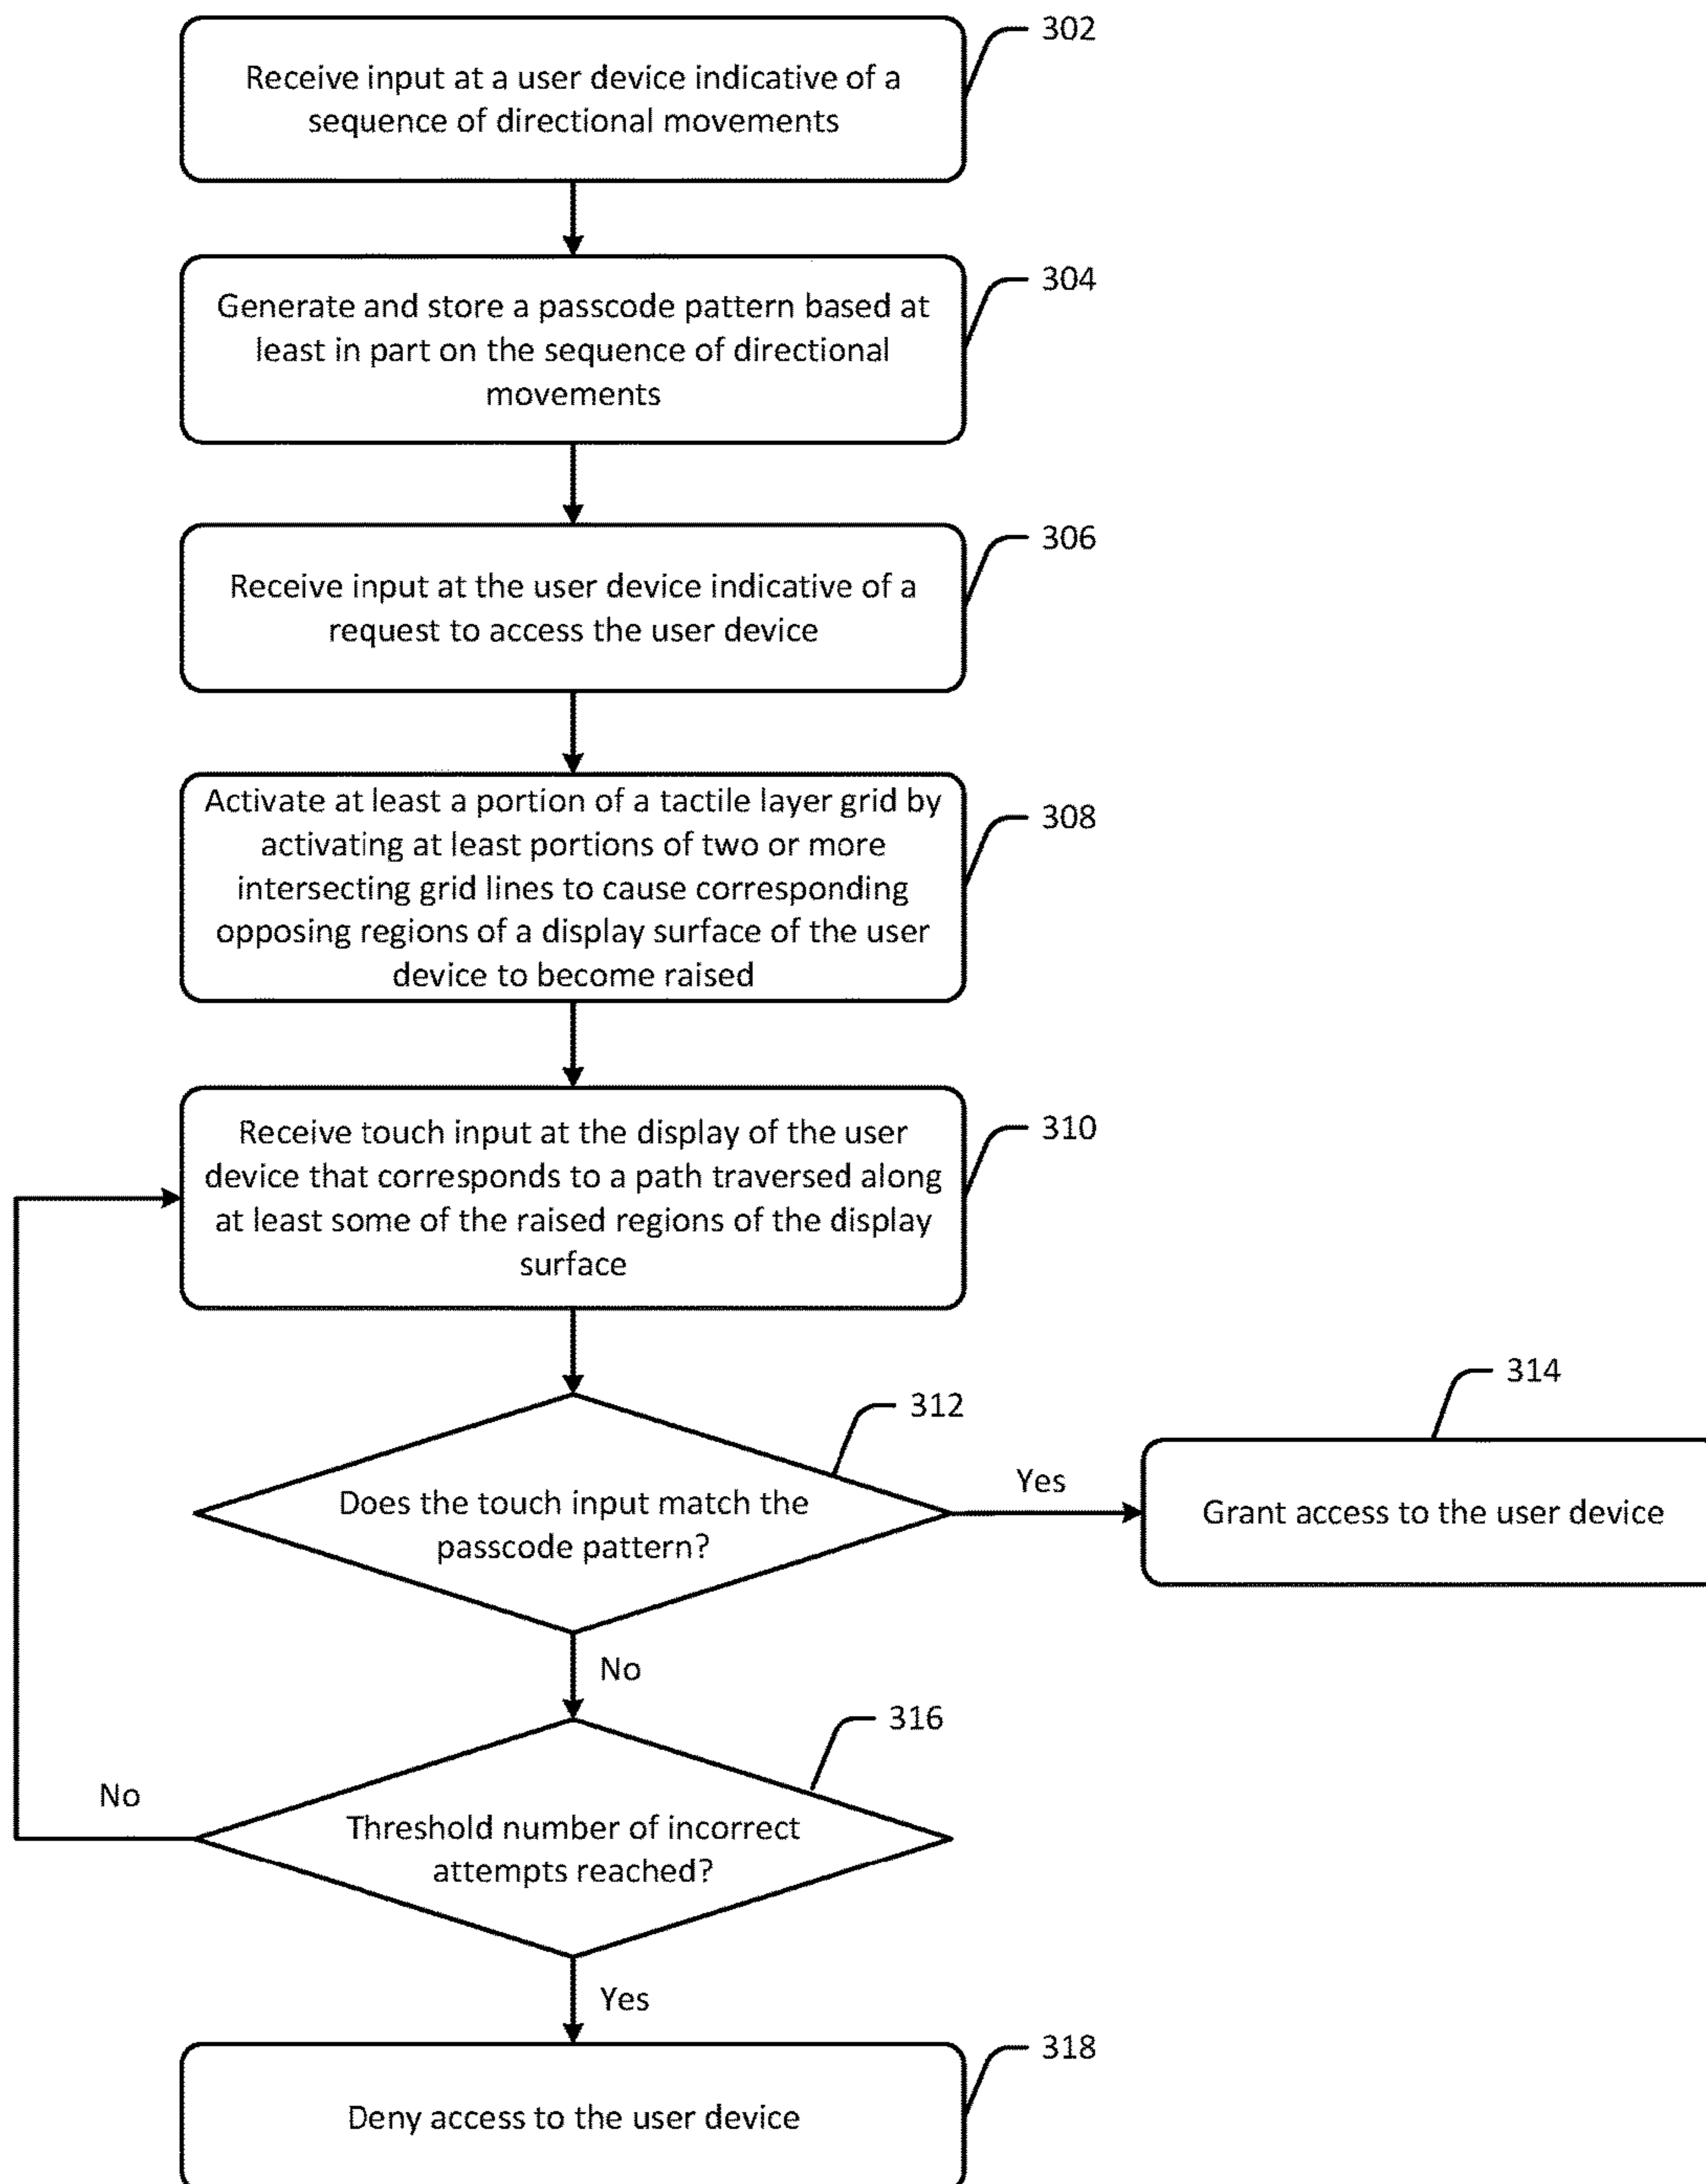 302
Receive input at a user device indicative of a
sequence of directional movements
304
Generate and store a passcode pattern based at
least in part on the sequence of directional
movements
306
Receive input at the user device indicative of a
request to access the user device
308
Activate at least a portion of a tactile layer grid by
activating at least portions of two or more
intersecting grid lines to cause corresponding
opposing regions of a display surface of the user
device to become raised
310
Receive touch input at the display of the user
device that corresponds to a path traversed along
at least some of the raised regions of the display
surface
314
312
Yes
Does the touch input match the
passcode pattern?
Grant access to the user device
No
316
No
Threshold number of incorrect
attempts reached?
Yes
318
Deny access to the user device